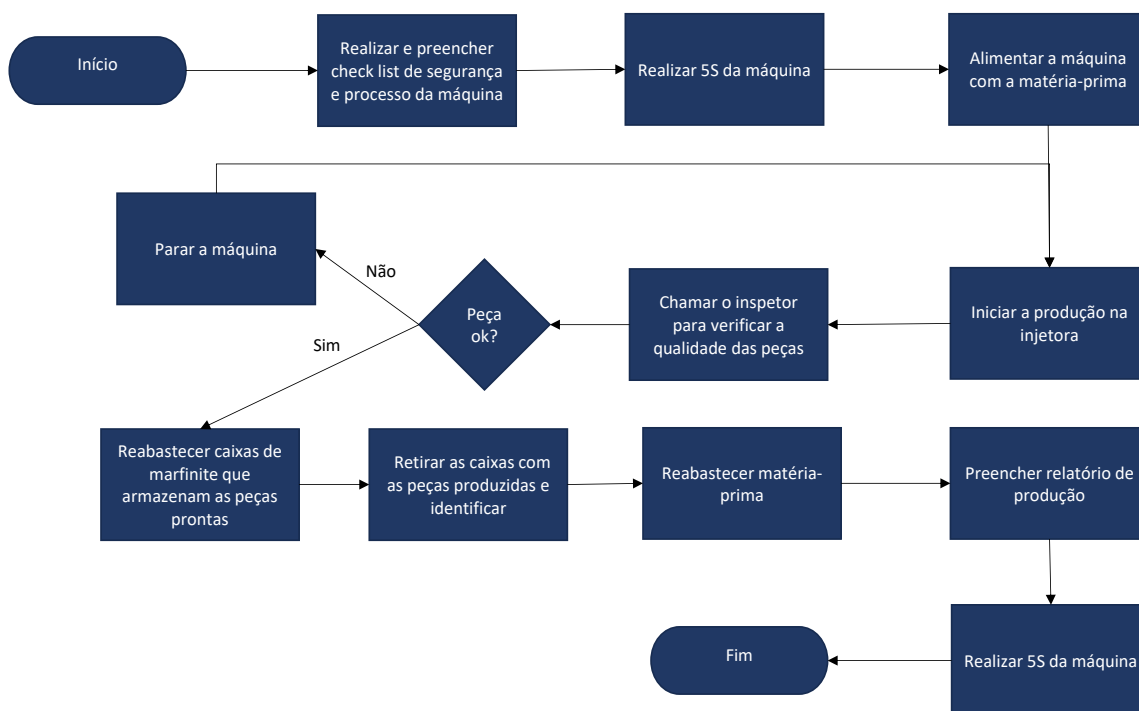 Início
Realizar e preencher
check list de segurança
e processo da máquina
Realizar 5S da máquina
Alimentar a máquina
com a matéria-prima
Parar a máquina
Não
Peça
ok?
Sim
Chamar o inspetor
para verificar a
qualidade das peças
Iniciar a produção na
injetora
Reabastecer caixas de
marfinite que
armazenam as peças
prontas
Retirar as caixas com
as peças produzidas e
identificar
Reabastecer matéria-
prima
Preencher relatório de
produção
Fim
Realizar 5S da máquina